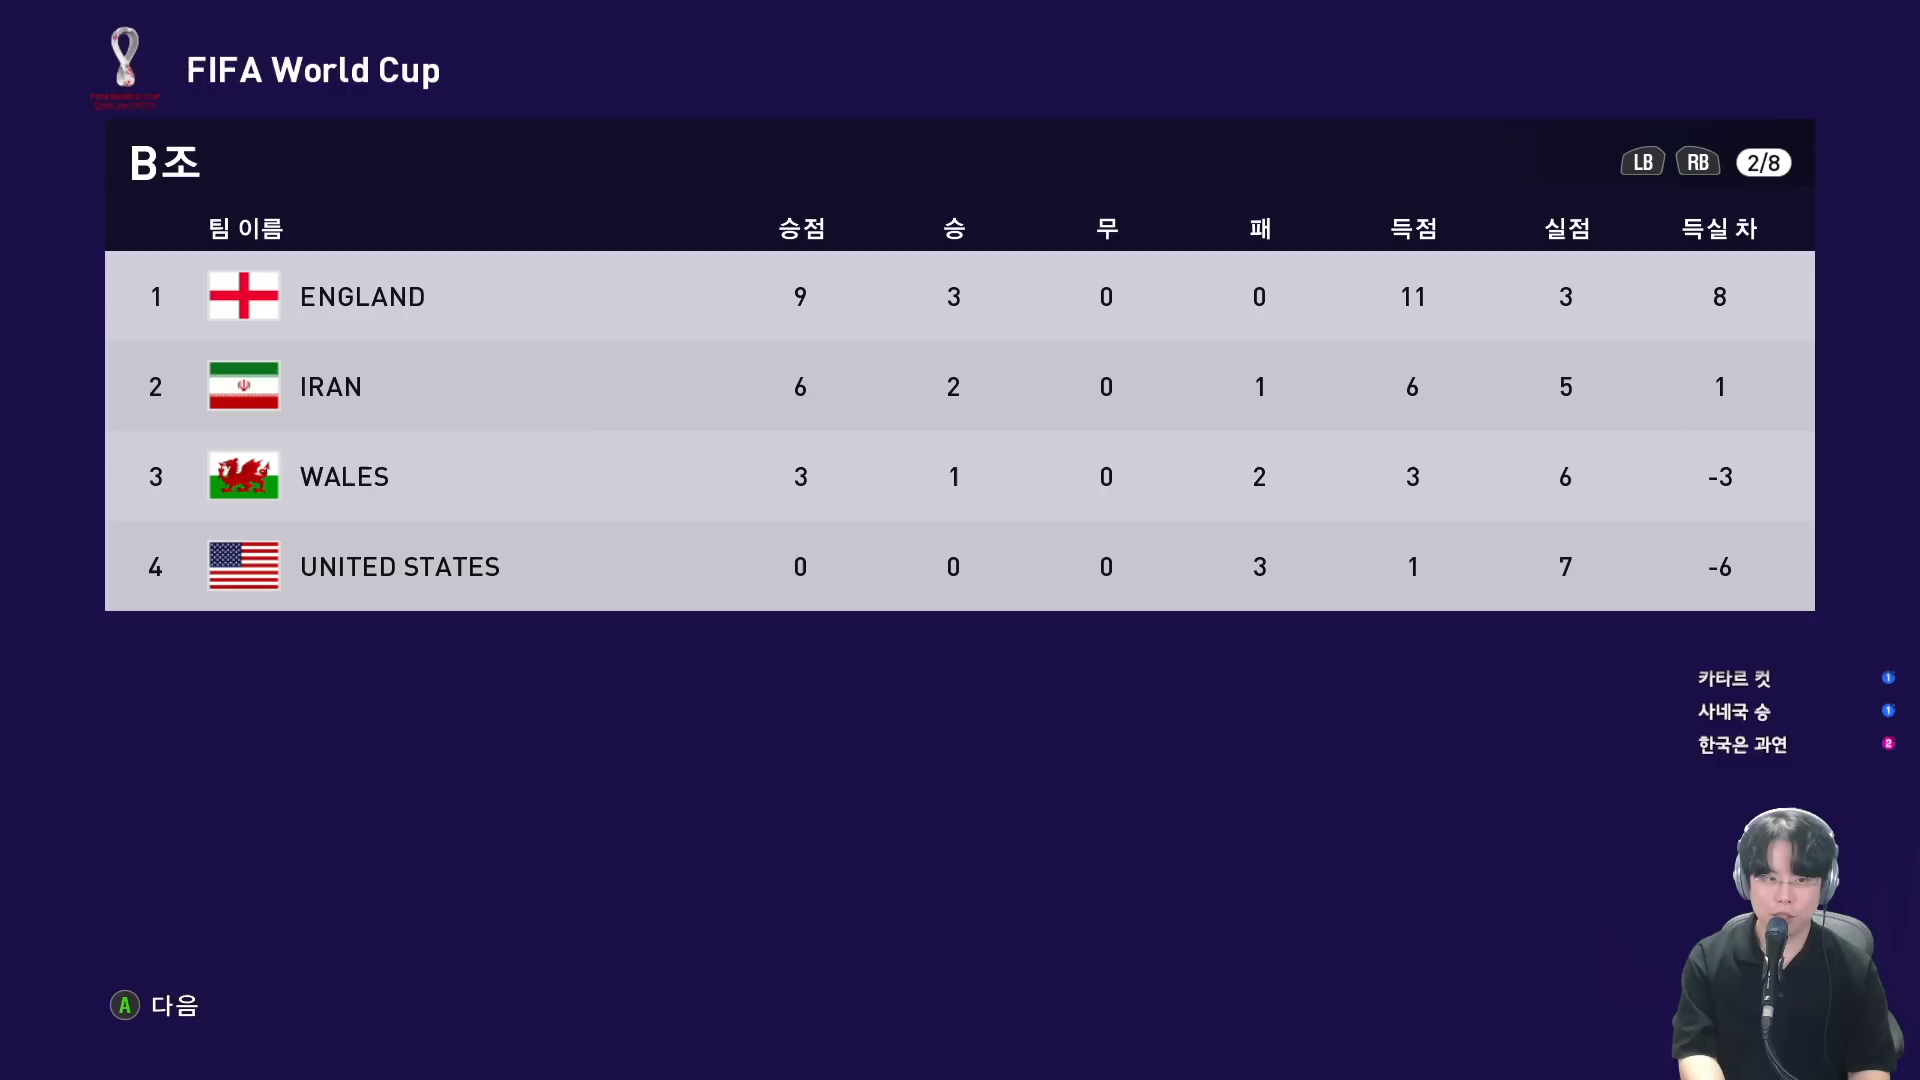 FIFA World Cup
B조
LB RB 2/8
팀 이름 승점 승 무 패 득점 실점 득실 차
1 ENGLAND 9 3 0 0 11 3 8
2 IRAN 6 2 0 1 6 5 1
3 WALES 3 1 0 2 3 6 -3
4 UNITED STATES 0 0 0 3 1 7 -6
카타르 컷 1
사네국 승 1
한국은 과연 2
A 다음